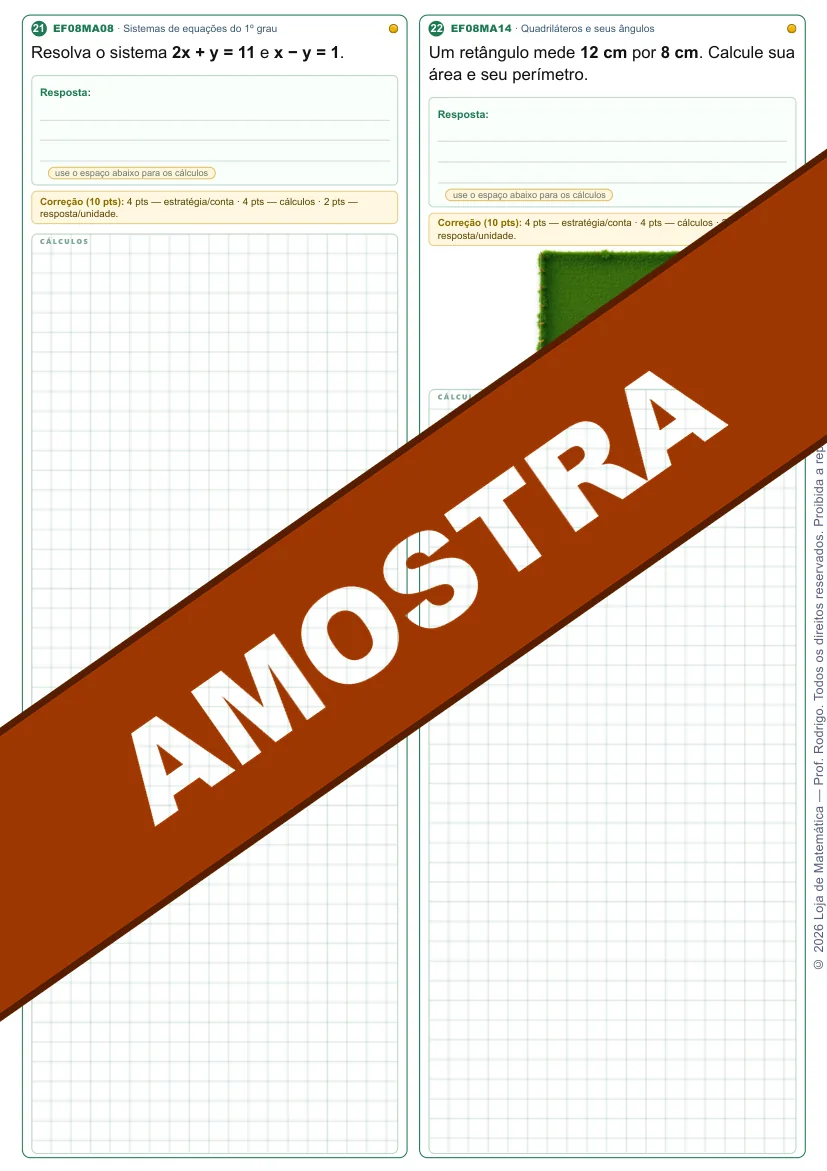 21 EF08MA08 · Sistemas de equações do 1º grau
Resolva o sistema 2x + y = 11 e x − y = 1.
Resposta:
use o espaço abaixo para os cálculos
Correção (10 pts): 4 pts — estratégia/conta · 4 pts — cálculos · 2 pts —
resposta/unidade.
CÁLCULOS
22 EF08MA14 · Quadriláteros e seus ângulos
Um retângulo mede 12 cm por 8 cm. Calcule sua
área e seu perímetro.
Resposta:
use o espaço abaixo para os cálculos
Correção (10 pts): 4 pts — estratégia/conta · 4 pts — cálculos ·
resposta/unidade.
AMOSTRA
© 2026 Loja de Matemática — Prof. Rodrigo. Todos os direitos reservados. Proibida a